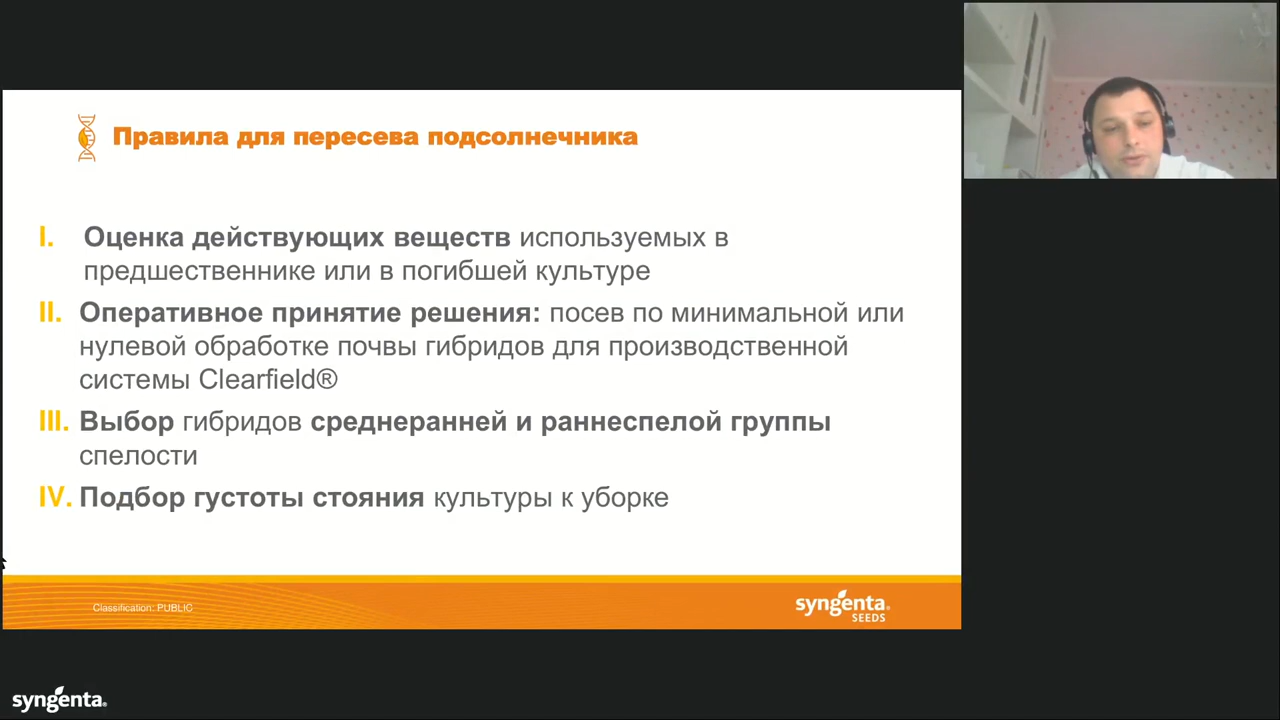 Правила для пересева подсолнечника
I. Оценка действующих веществ используемых в
предшественнике или в погибшей культуре
II. Оперативное принятие решения: посев по минимальной или
нулевой обработке почвы гибридов для производственной
системы Clearfield®
III. Выбор гибридов среднеранней и раннеспелой группы
спелости
IV. Подбор густоты стояния культуры к уборке
Classification: PUBLIC
syngenta®
SEEDS
syngenta®